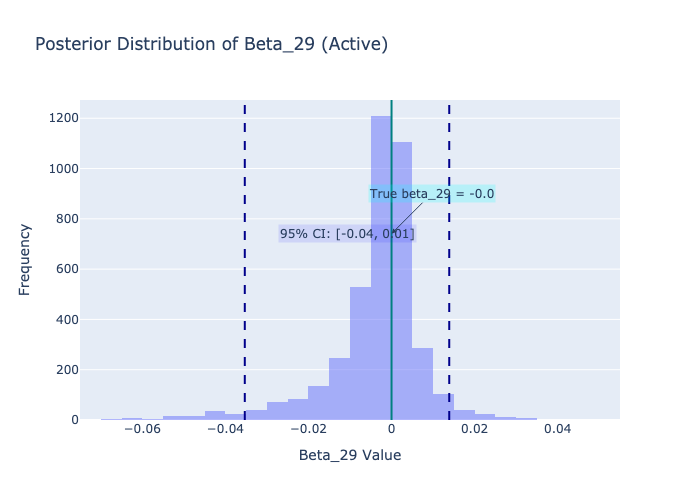 Posterior Distribution of Beta_29 (Active)
1200
1000
800
600
400
200
0
Frequency
True beta_29 = -0.0
95% CI: [-0.04, 0.01]
−0.06
−0.04
−0.02
0
0.02
0.04
Beta_29 Value